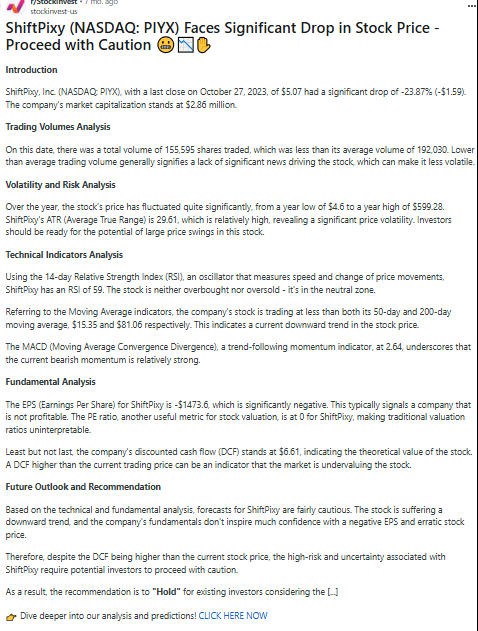 r/StockInvest · 7 mo. ago
stockinvest-us
ShiftPixy (NASDAQ: PIYX) Faces Significant Drop in Stock Price -
Proceed with Caution 😬📉✋
Introduction
ShiftPixy, Inc. (NASDAQ: PIYX), with a last close on October 27, 2023, of $5.07 had a significant drop of -23.87% (-$1.59).
The company's market capitalization stands at $2.86 million.
Trading Volumes Analysis
On this date, there was a total volume of 155,595 shares traded, which was less than its average volume of 192,030. Lower
than average trading volume generally signifies a lack of significant news driving the stock, which can make it less volatile.
Volatility and Risk Analysis
Over the year, the stock's price has fluctuated quite significantly, from a year low of $4.6 to a year high of $599.28.
ShiftPixy's ATR (Average True Range) is 29.61, which is relatively high, revealing a significant price volatility. Investors
should be ready for the potential of large price swings in this stock.
Technical Indicators Analysis
Using the 14-day Relative Strength Index (RSI), an oscillator that measures speed and change of price movements,
ShiftPixy has an RSI of 59. The stock is neither overbought nor oversold - it's in the neutral zone.
Referring to the Moving Average indicators, the company's stock is trading at less than both its 50-day and 200-day
moving average, $15.35 and $81.06 respectively. This indicates a current downward trend in the stock price.
The MACD (Moving Average Convergence Divergence), a trend-following momentum indicator, at 2.64, underscores that
the current bearish momentum is relatively strong.
Fundamental Analysis
The EPS (Earnings Per Share) for ShiftPixy is -$1473.6, which is significantly negative. This typically signals a company that
is not profitable. The PE ratio, another useful metric for stock valuation, is at 0 for ShiftPixy, making traditional valuation
ratios uninterpretable.
Least but not last, the company's discounted cash flow (DCF) stands at $6.61, indicating the theoretical value of the stock.
A DCF higher than the current trading price can be an indicator that the market is undervaluing the stock.
Future Outlook and Recommendation
Based on the technical and fundamental analysis, forecasts for ShiftPixy are fairly cautious. The stock is suffering a
downward trend, and the company's fundamentals don't inspire much confidence with a negative EPS and erratic stock
price.
Therefore, despite the DCF being higher than the current stock price, the high-risk and uncertainty associated with
ShiftPixy require potential investors to proceed with caution.
As a result, the recommendation is to "Hold" for existing investors considering the [...]
👉 Dive deeper into our analysis and predictions! CLICK HERE NOW